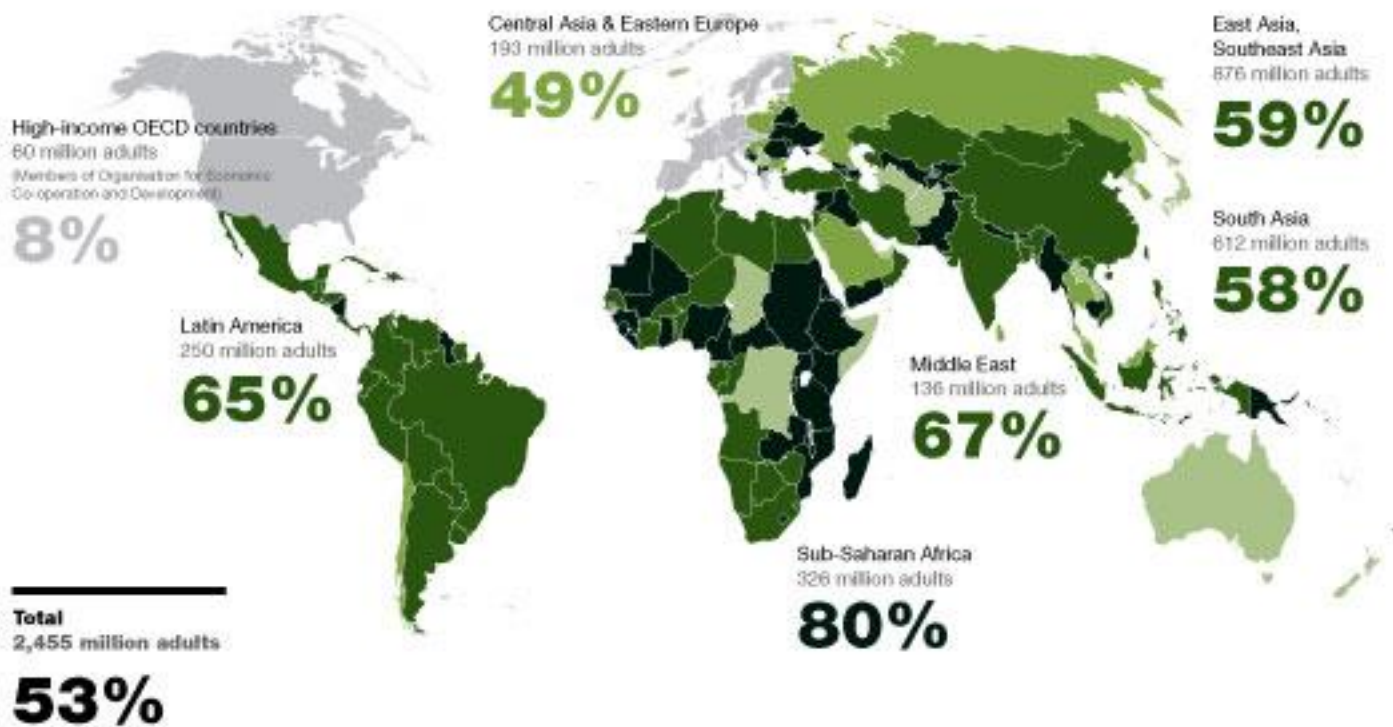 Central Asia & Eastern Europe
193 million adults
49%
East Asia,
Southeast Asia
876 million adults
59%
High-income OECD countries
60 million adults
(Members of Organisation for Economic
Co-operation and Development)
8%
South Asia
612 million adults
58%
Latin America
250 million adults
65%
Middle East
136 million adults
67%
Sub-Saharan Africa
326 million adults
80%
Total
2,455 million adults
53%